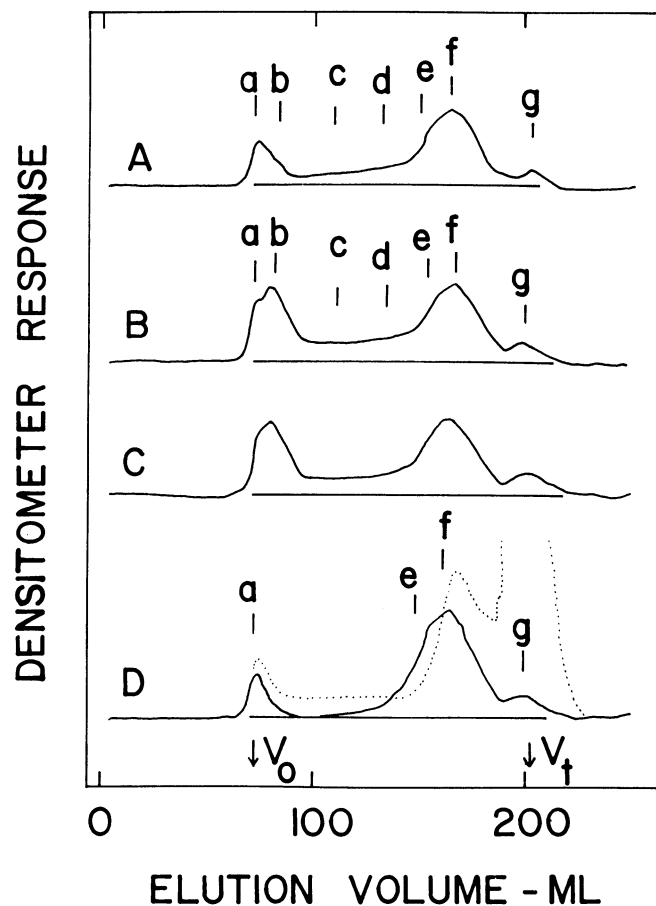 DENSITOMETER RESPONSE
a b c d e f g
A
a b c d e f g
B
C
a e f g
D
V₀ Vₜ
0 100 200
ELUTION VOLUME - ML